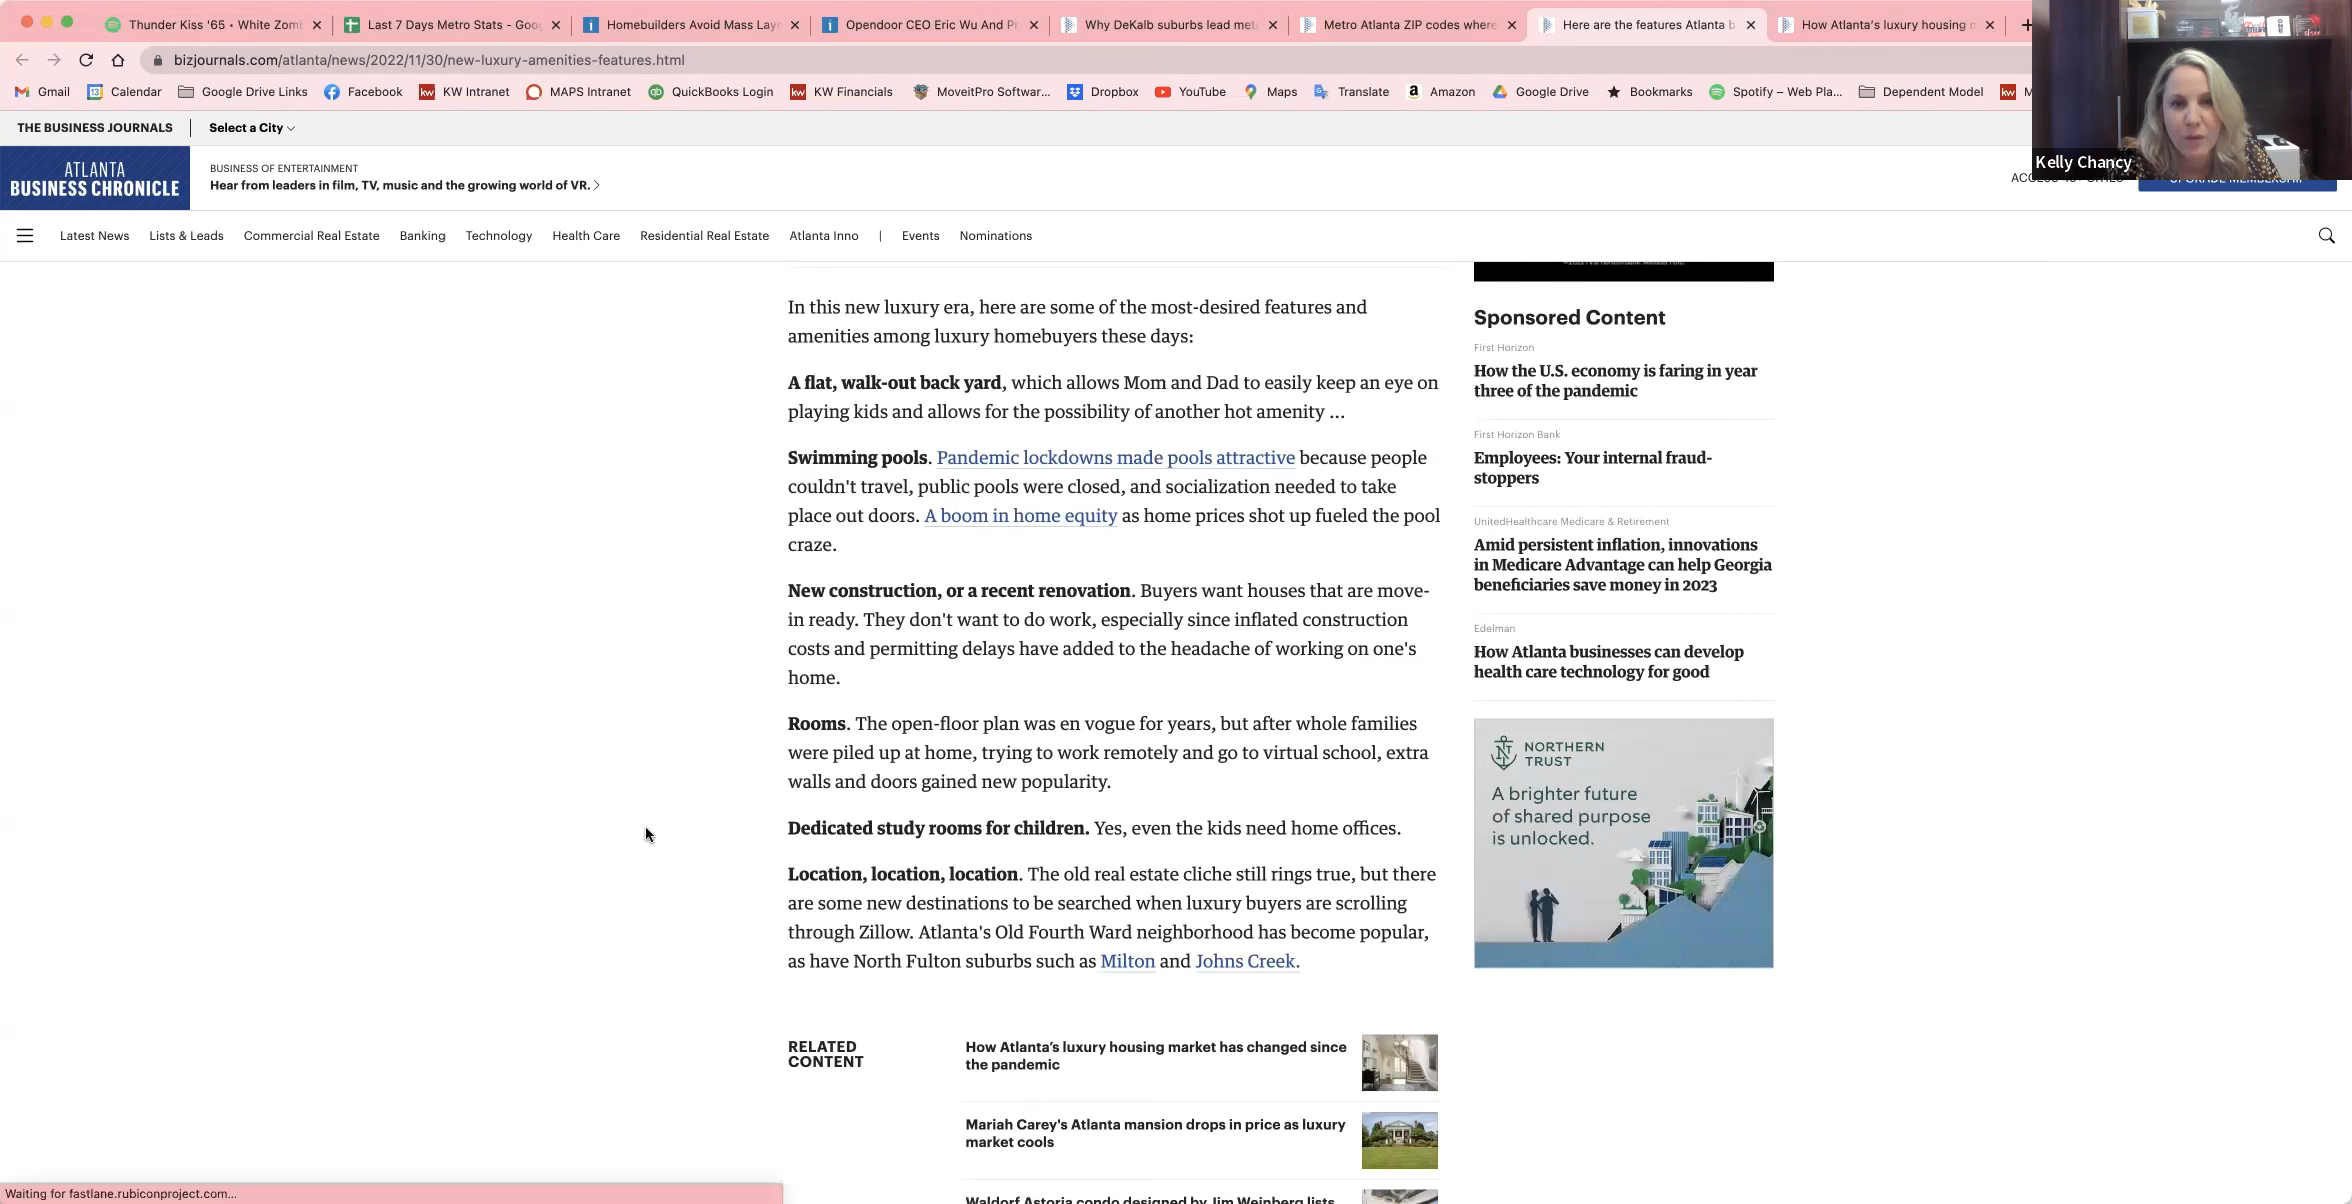 Thunder Kiss '65 • White Zomb
Last 7 Days Metro Stats - Goo
Homebuilders Avoid Mass Layo
Opendoor CEO Eric Wu And P
Why DeKalb suburbs lead met
Metro Atlanta ZIP codes where
Here are the features Atlanta b
How Atlanta's luxury housing m
bizjournals.com/atlanta/news/2022/11/30/new-luxury-amenities-features.html
Gmail
Calendar
Google Drive Links
Facebook
KW Intranet
MAPS Intranet
QuickBooks Login
KW Financials
MoveitPro Softwar...
Dropbox
YouTube
Maps
Translate
Amazon
Google Drive
Bookmarks
Spotify – Web Pla...
Dependent Model
Kelly Chancy
THE BUSINESS JOURNALS
Select a City
ATLANTA
BUSINESS CHRONICLE
BUSINESS OF ENTERTAINMENT
Hear from leaders in film, TV, music and the growing world of VR.
UPGRADE MEMBERSHIP
Latest News
Lists & Leads
Commercial Real Estate
Banking
Technology
Health Care
Residential Real Estate
Atlanta Inno
|
Events
Nominations
In this new luxury era, here are some of the most-desired features and
amenities among luxury homebuyers these days:
A flat, walk-out back yard, which allows Mom and Dad to easily keep an eye on
playing kids and allows for the possibility of another hot amenity ...
Swimming pools. Pandemic lockdowns made pools attractive because people
couldn't travel, public pools were closed, and socialization needed to take
place out doors. A boom in home equity as home prices shot up fueled the pool
craze.
New construction, or a recent renovation. Buyers want houses that are move-
in ready. They don't want to do work, especially since inflated construction
costs and permitting delays have added to the headache of working on one's
home.
Rooms. The open-floor plan was en vogue for years, but after whole families
were piled up at home, trying to work remotely and go to virtual school, extra
walls and doors gained new popularity.
Dedicated study rooms for children. Yes, even the kids need home offices.
Location, location, location. The old real estate cliche still rings true, but there
are some new destinations to be searched when luxury buyers are scrolling
through Zillow. Atlanta's Old Fourth Ward neighborhood has become popular,
as have North Fulton suburbs such as Milton and Johns Creek.
RELATED
CONTENT
How Atlanta's luxury housing market has changed since
the pandemic
Mariah Carey's Atlanta mansion drops in price as luxury
market cools
Waldorf Astoria condo designed by Jim Weinberg lists
Sponsored Content
First Horizon
How the U.S. economy is faring in year
three of the pandemic
First Horizon Bank
Employees: Your internal fraud-
stoppers
UnitedHealthcare Medicare & Retirement
Amid persistent inflation, innovations
in Medicare Advantage can help Georgia
beneficiaries save money in 2023
Edelman
How Atlanta businesses can develop
health care technology for good
NORTHERN
TRUST
A brighter future
of shared purpose
is unlocked.
Waiting for fastlane.rubiconproject.com...